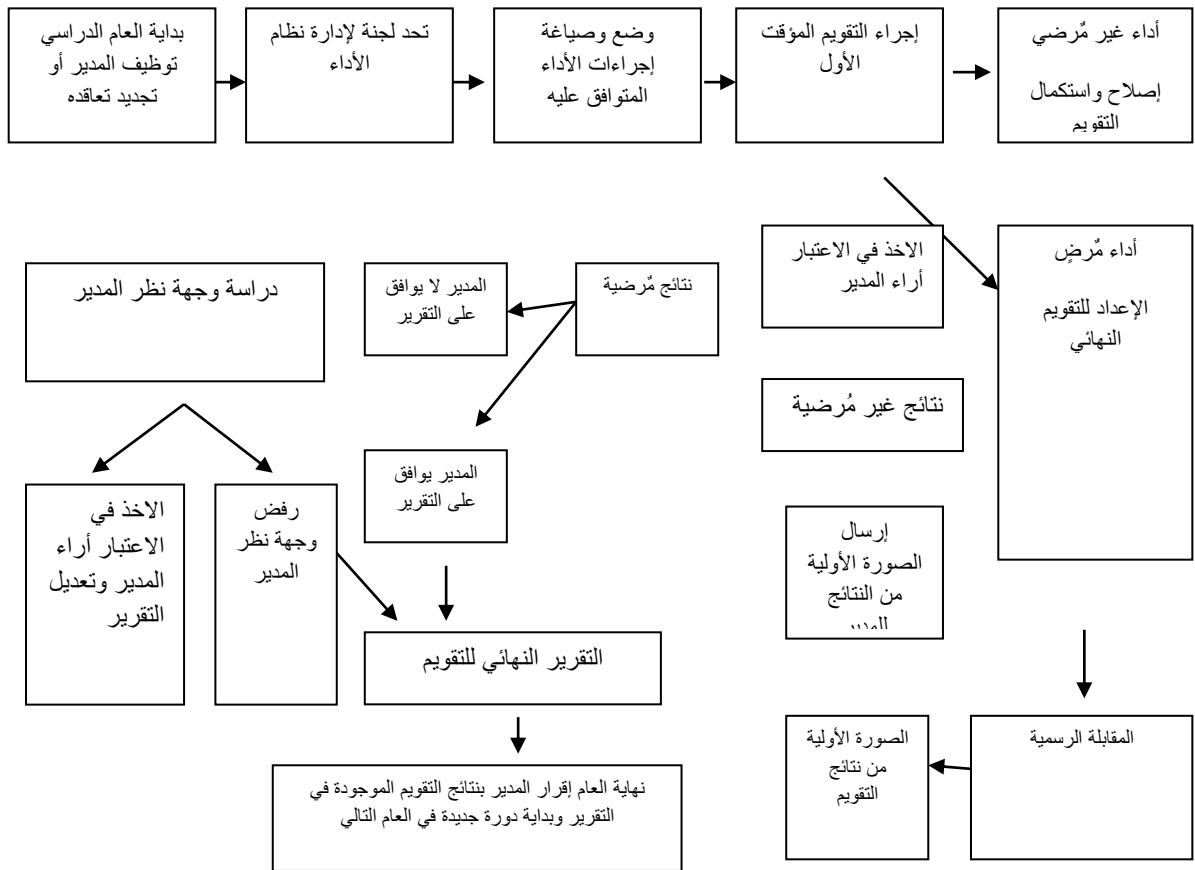 بداية العام الدراسي
توظيف المدير أو
تجديد تعاقده
تحد لجنة لإدارة نظام
الأداء
وضع وصياغة
إجراءات الأداء
المتوافق عليه
إجراء التقويم المؤقت
الأول
أداء غير مٌرضي
إصلاح واستكمال
التقويم
أداء مٌرضٍ
الإعداد للتقويم
النهائي
الاخذ في الاعتبار
أراء المدير
نتائج مٌرضية
المدير لا يوافق
على التقرير
دراسة وجهة نظر المدير
نتائج غير مُرضية
المدير يوافق
على التقرير
الاخذ في
الاعتبار أراء
المدير وتعديل
التقرير
رفض
وجهة نظر
المدير
إرسال
الصورة الأولية
من النتائج
للمدير
التقرير النهائي للتقويم
المقابلة الرسمية
الصورة الأولية
من نتائج
التقويم
نهاية العام إقرار المدير بنتائج التقويم الموجودة في
التقرير وبداية دورة جديدة في العام التالي